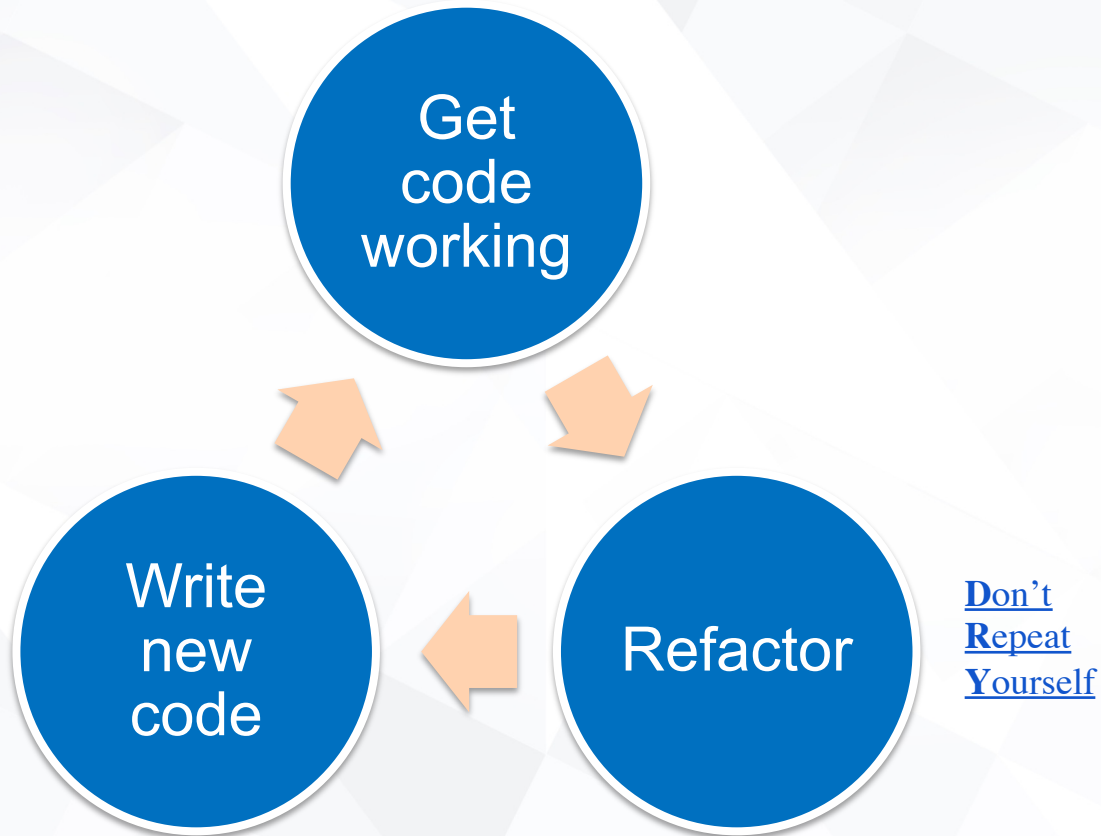 Get
code
working
Write
new
code
Refactor
Don’t
Repeat
Yourself